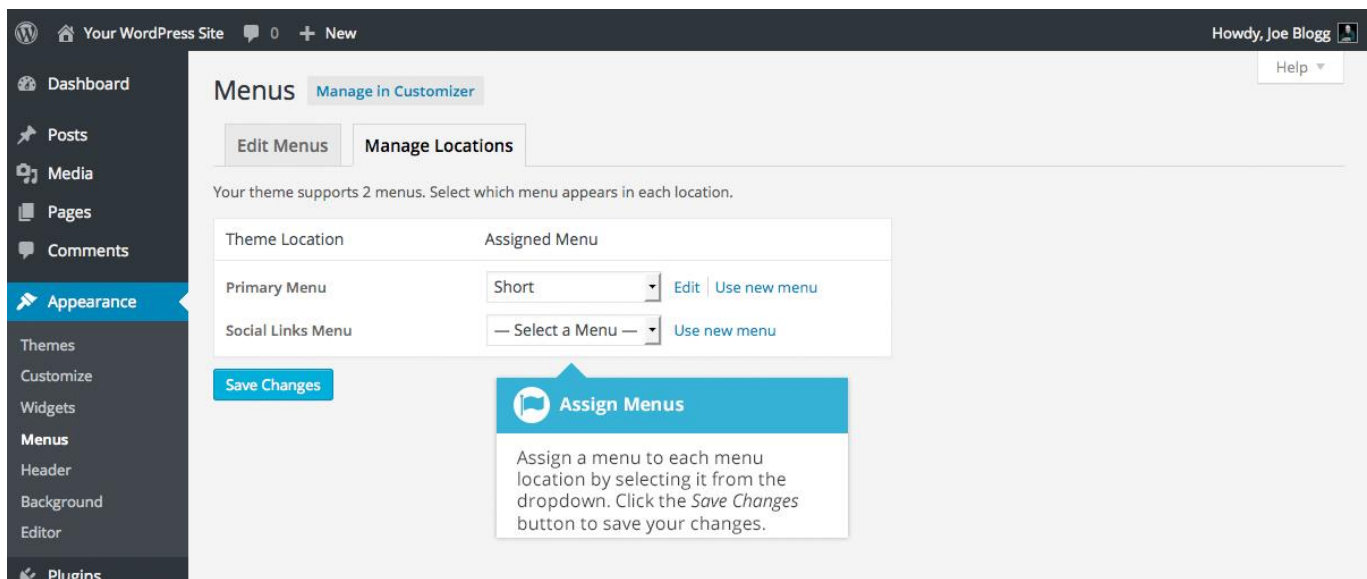 Your WordPress Site 0 + New Howdy, Joe Blogg
Help
Dashboard
Posts
Media
Pages
Comments
Appearance
Themes
Customize
Widgets
Menus
Header
Background
Editor
Plugins
Menus Manage in Customizer
Edit Menus Manage Locations
Your theme supports 2 menus. Select which menu appears in each location.
Theme Location Assigned Menu
Primary Menu Short Edit Use new menu
Social Links Menu — Select a Menu — Use new menu
Save Changes
Assign Menus
Assign a menu to each menu
location by selecting it from the
dropdown. Click the Save Changes
button to save your changes.